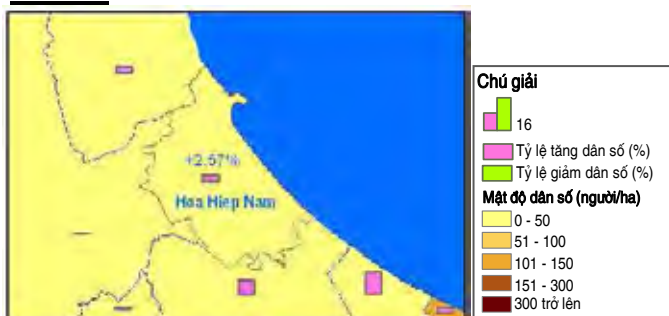 +2.57%
Hoa Hiep Nam
Chú giải
16
Tỷ lệ tăng dân số (%)
Tỷ lệ giảm dân số (%)
Mật độ dân số (người/ha)
0 - 50
51 - 100
101 - 150
151 - 300
300 trở lên